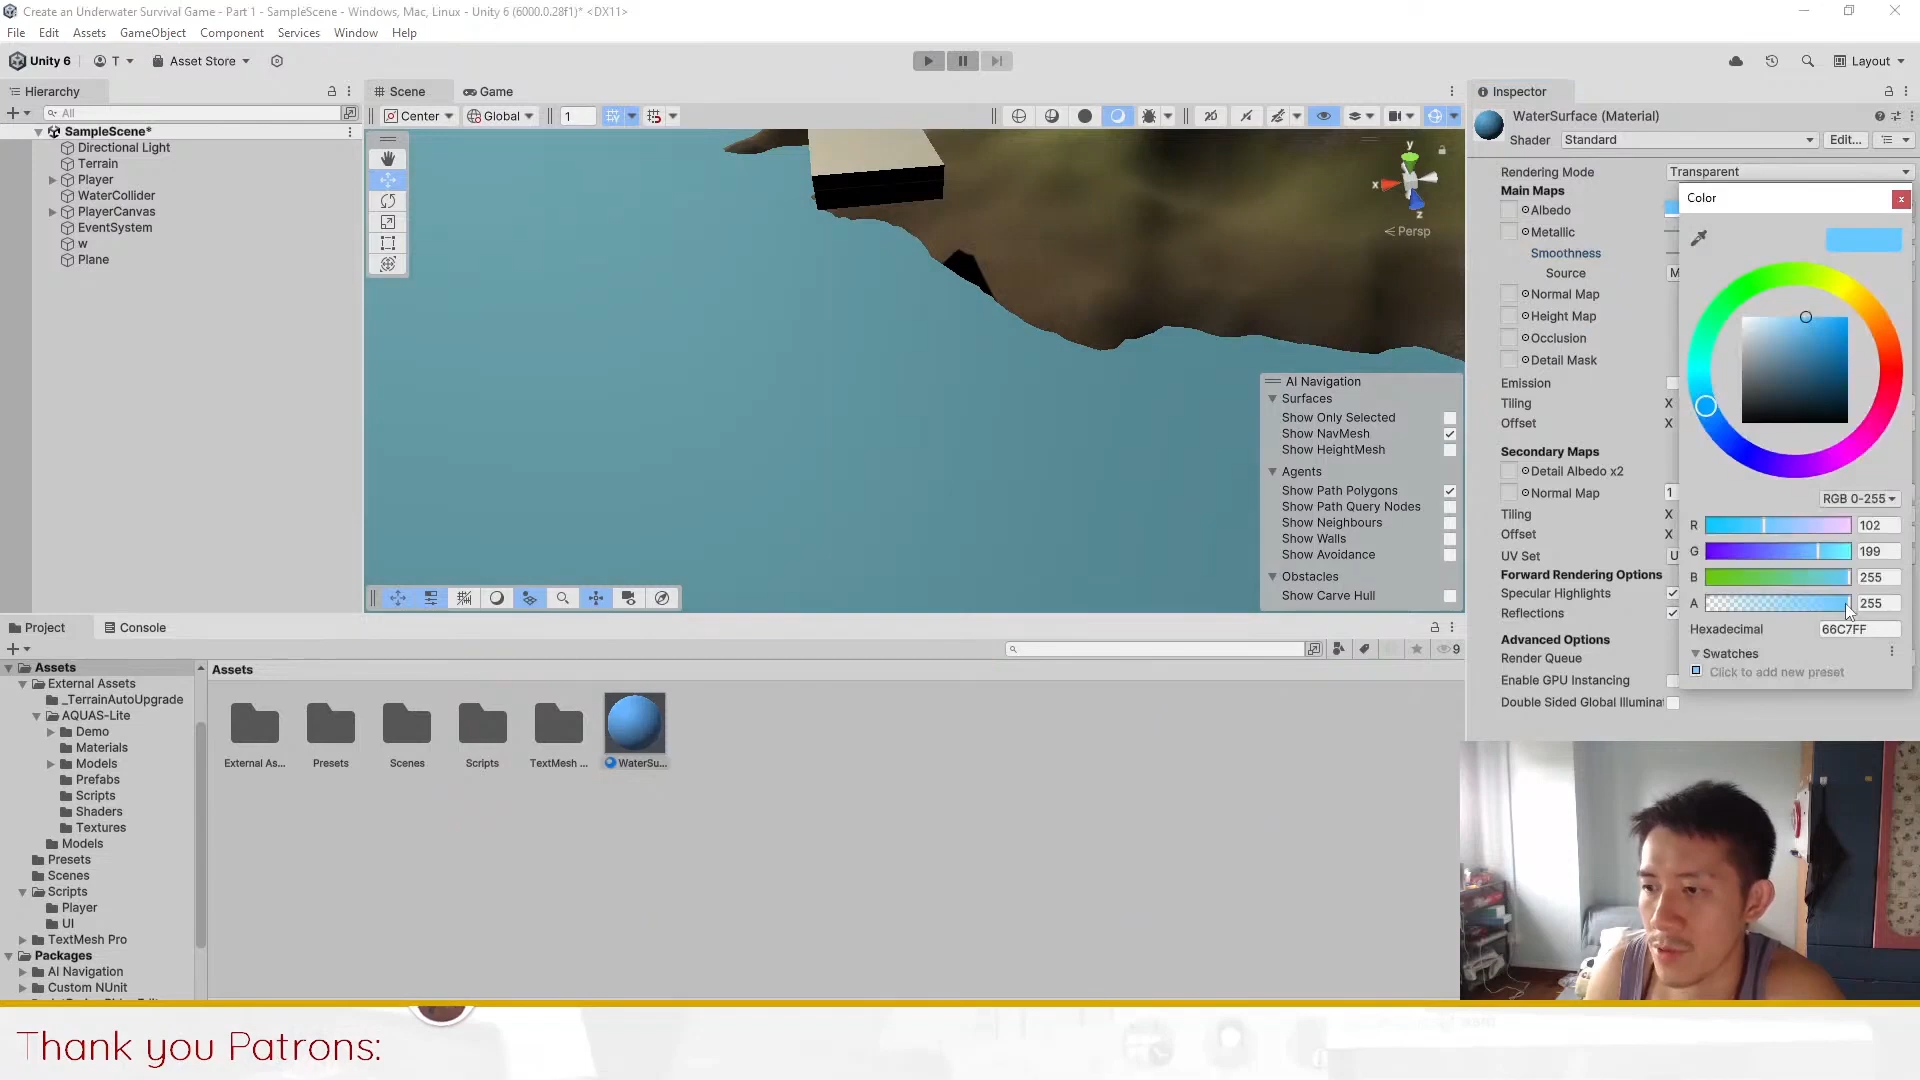 Create an Underwater Survival Game - Part 1 - SampleScene - Windows, Mac, Linux - Unity 6 (6000.0.28f1)* <DX11>
File Edit Assets GameObject Component Services Window Help
Unity 6 T Asset Store Layout
Hierarchy
All
SampleScene*
Directional Light
Terrain
Player
WaterCollider
PlayerCanvas
EventSystem
w
Plane
Scene Game
Center Global 1 2D
y
x
z
Persp
AI Navigation
Surfaces
Show Only Selected
Show NavMesh
Show HeightMesh
Agents
Show Path Polygons
Show Path Query Nodes
Show Neighbours
Show Walls
Show Avoidance
Obstacles
Show Carve Hull
Inspector
WaterSurface (Material)
Shader Standard Edit...
Rendering Mode Transparent
Main Maps
Albedo
Metallic
Smoothness
Source M
Normal Map
Height Map
Occlusion
Detail Mask
Emission
Tiling X
Offset X
Secondary Maps
Detail Albedo x2
Normal Map 1
Tiling X
Offset X
UV Set U
Forward Rendering Options
Specular Highlights
Reflections
Advanced Options
Render Queue
Enable GPU Instancing
Double Sided Global Illuminat
Color
x
RGB 0-255
R 102
G 199
B 255
A 255
Hexadecimal 66C7FF
Swatches
Click to add new preset
Project Console
9
Assets
External Assets
_TerrainAutoUpgrade
AQUAS-Lite
Demo
Materials
Models
Prefabs
Scripts
Shaders
Textures
Models
Presets
Scenes
Scripts
Player
UI
TextMesh Pro
Packages
AI Navigation
Custom NUnit
Assets
External As... Presets Scenes Scripts TextMesh ... WaterSu...
Thank you Patrons: